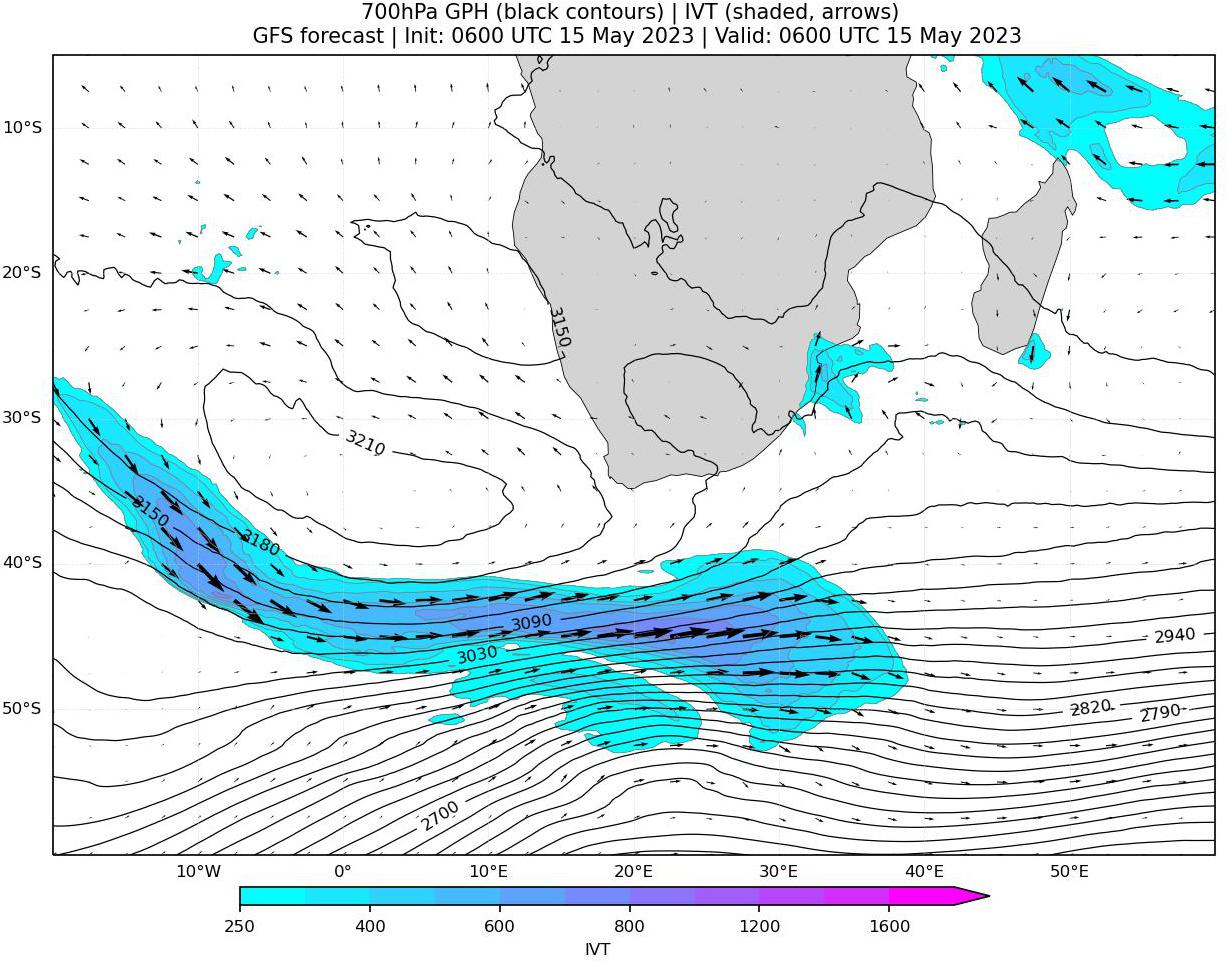 700hPa GPH (black contours) | IVT (shaded, arrows)
GFS forecast | Init: 0600 UTC 15 May 2023 | Valid: 0600 UTC 15 May 2023
10°S
20°S
30°S
40°S
50°S
3150
3210
3150
3180
3090
3030
2940
2820
2790
2700
10°W
0°
10°E
20°E
30°E
40°E
50°E
250
400
600
800
1200
1600
IVT